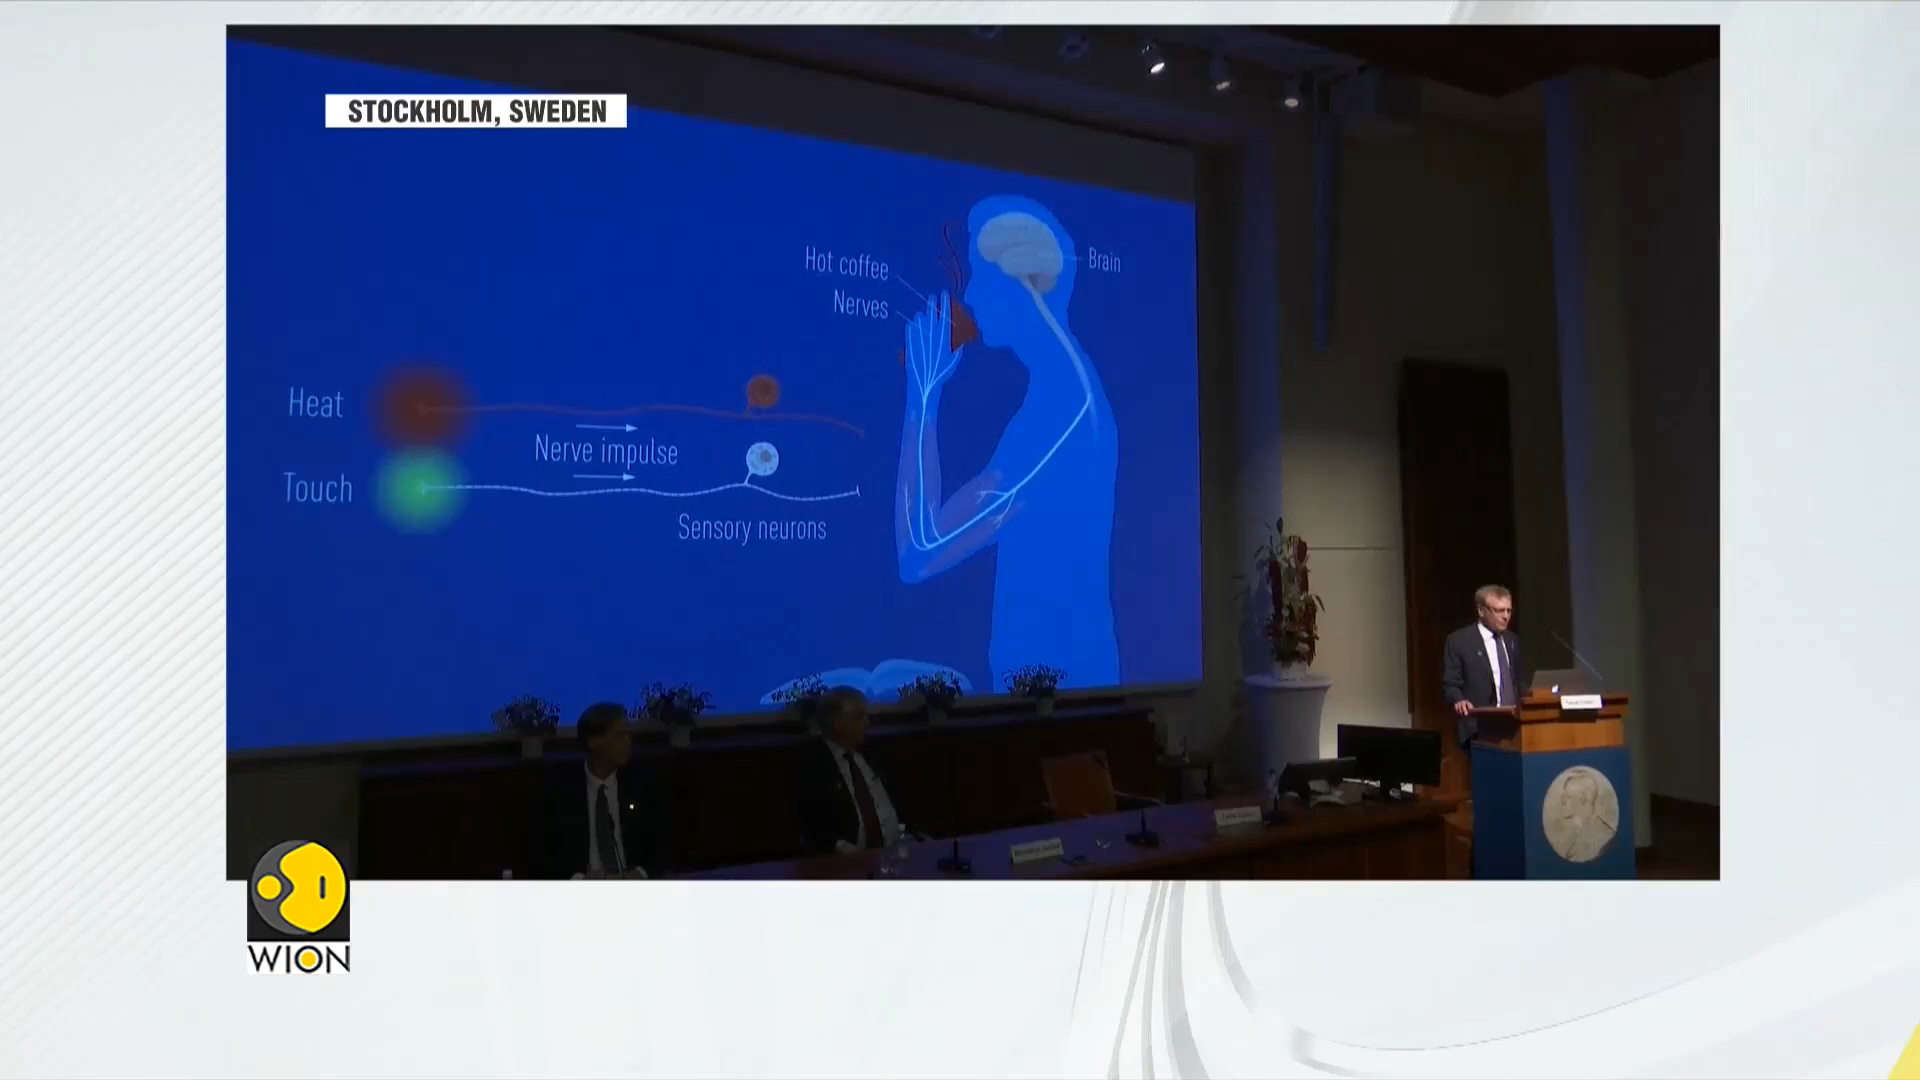 STOCKHOLM, SWEDEN
Hot coffee
Nerves
Brain
Heat
Nerve impulse
Touch
Sensory neurons
WION